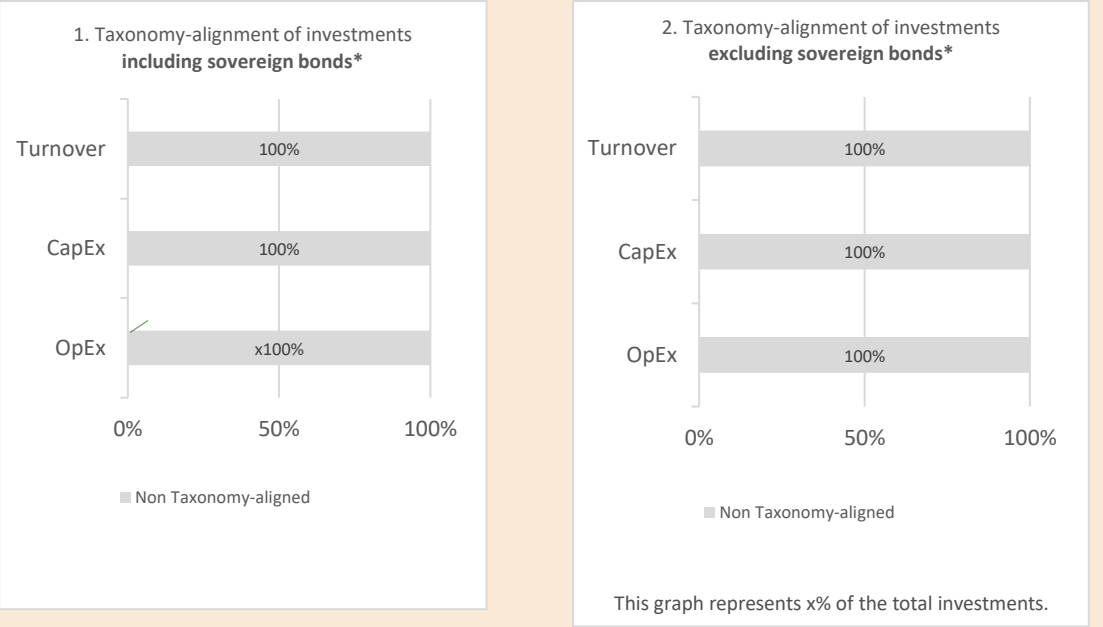 1. Taxonomy-alignment of investments
including sovereign bonds*
Turnover
100%
CapEx
100%
OpEx
x100%
0%
50%
100%
Non Taxonomy-aligned
2. Taxonomy-alignment of investments
excluding sovereign bonds*
Turnover
100%
CapEx
100%
OpEx
100%
0%
50%
100%
Non Taxonomy-aligned
This graph represents x% of the total investments.